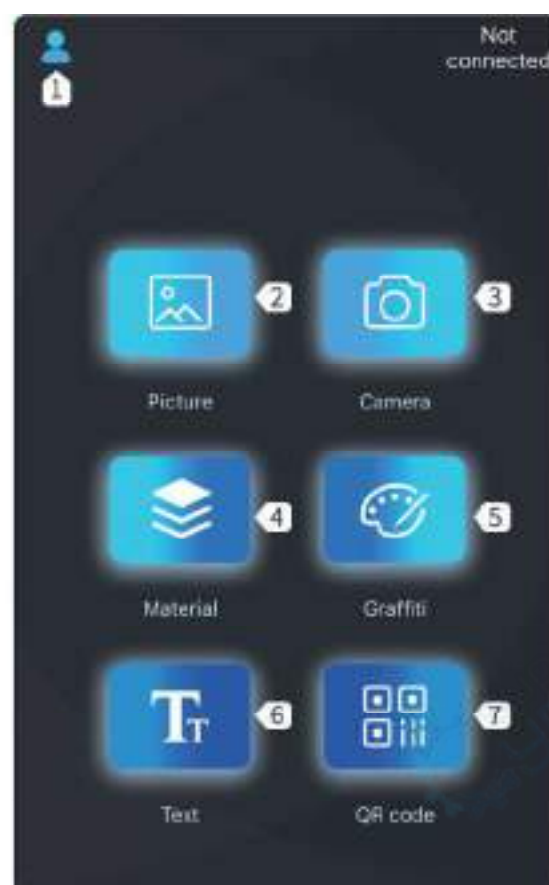 Not
connected
1
2
3
Picture
Camera
4
5
Material
Graffiti
6
7
Text
QR code